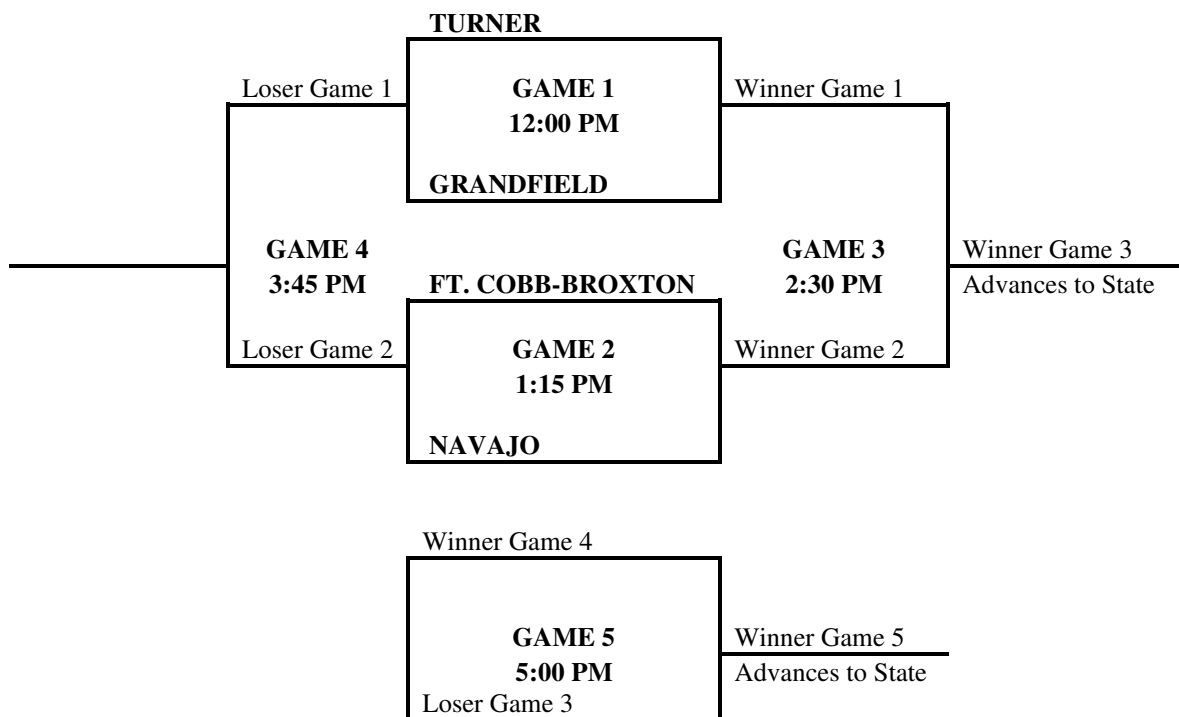 TURNER
Loser Game 1
GAME 1
12:00 PM
Winner Game 1
GRANDFIELD
GAME 4
3:45 PM
FT. COBB-BROXTON
GAME 3
2:30 PM
Winner Game 3
Advances to State
Loser Game 2
GAME 2
1:15 PM
Winner Game 2
NAVAJO
Winner Game 4
GAME 5
5:00 PM
Winner Game 5
Advances to State
Loser Game 3